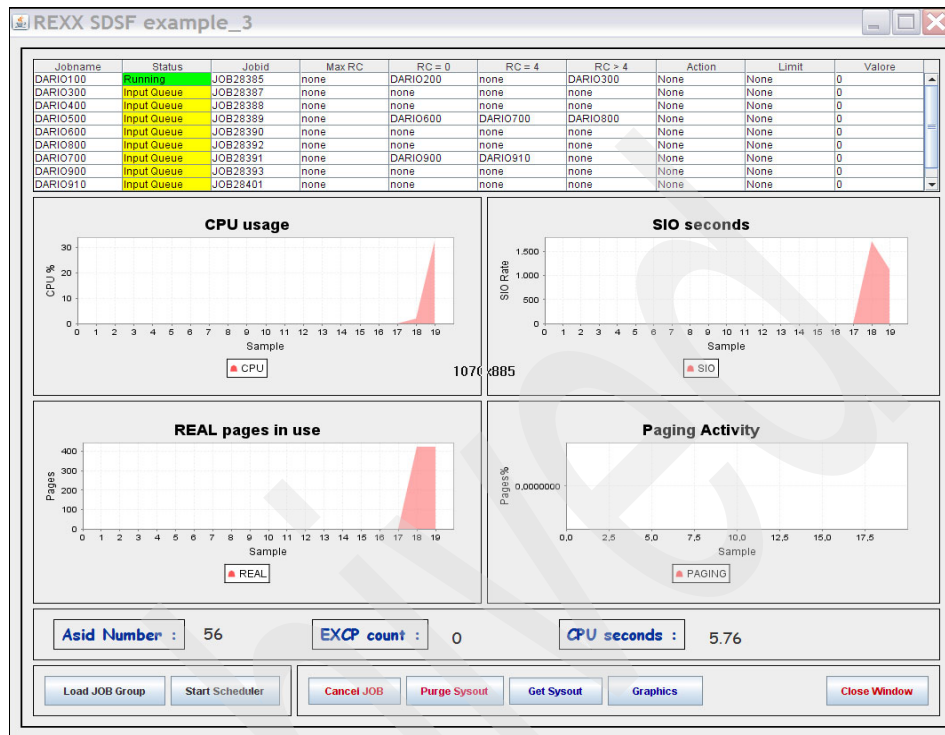 REXX SDSF example_3
Jobname Status Jobid Max RC RC = 0 RC = 4 RC > 4 Action Limit Valore
DARIO100 Running JOB28385 none DARIO200 none DARIO300 None None 0
DARIO300 Input Queue JOB28387 none none none none None None 0
DARIO400 Input Queue JOB28388 none none none none None None 0
DARIO500 Input Queue JOB28389 none DARIO600 DARIO700 DARIO800 None None 0
DARIO600 Input Queue JOB28390 none none none none None None 0
DARIO800 Input Queue JOB28392 none none none none None None 0
DARIO700 Input Queue JOB28391 none DARIO900 DARIO910 none None None 0
DARIO900 Input Queue JOB28393 none none none none None None 0
DARIO910 Input Queue JOB28401 none none none none None None 0
CPU usage
CPU %
30
20
10
0
0 1 2 3 4 5 6 7 8 9 10 11 12 13 14 15 16 17 18 19
Sample
CPU
SIO seconds
SIO Rate
1.500
1.000
500
0
0 1 2 3 4 5 6 7 8 9 10 11 12 13 14 15 16 17 18 19
Sample
SIO
1070x885
REAL pages in use
Pages
400
300
200
100
0
0 1 2 3 4 5 6 7 8 9 10 11 12 13 14 15 16 17 18 19
Sample
REAL
Paging Activity
Pages%
0,0000000
0,0 2,5 5,0 7,5 10,0 12,5 15,0 17,5
Sample
PAGING
Asid Number : 56 EXCP count : 0 CPU seconds : 5.76
Load JOB Group Start Scheduler Cancel JOB Purge Sysout Get Sysout Graphics Close Window